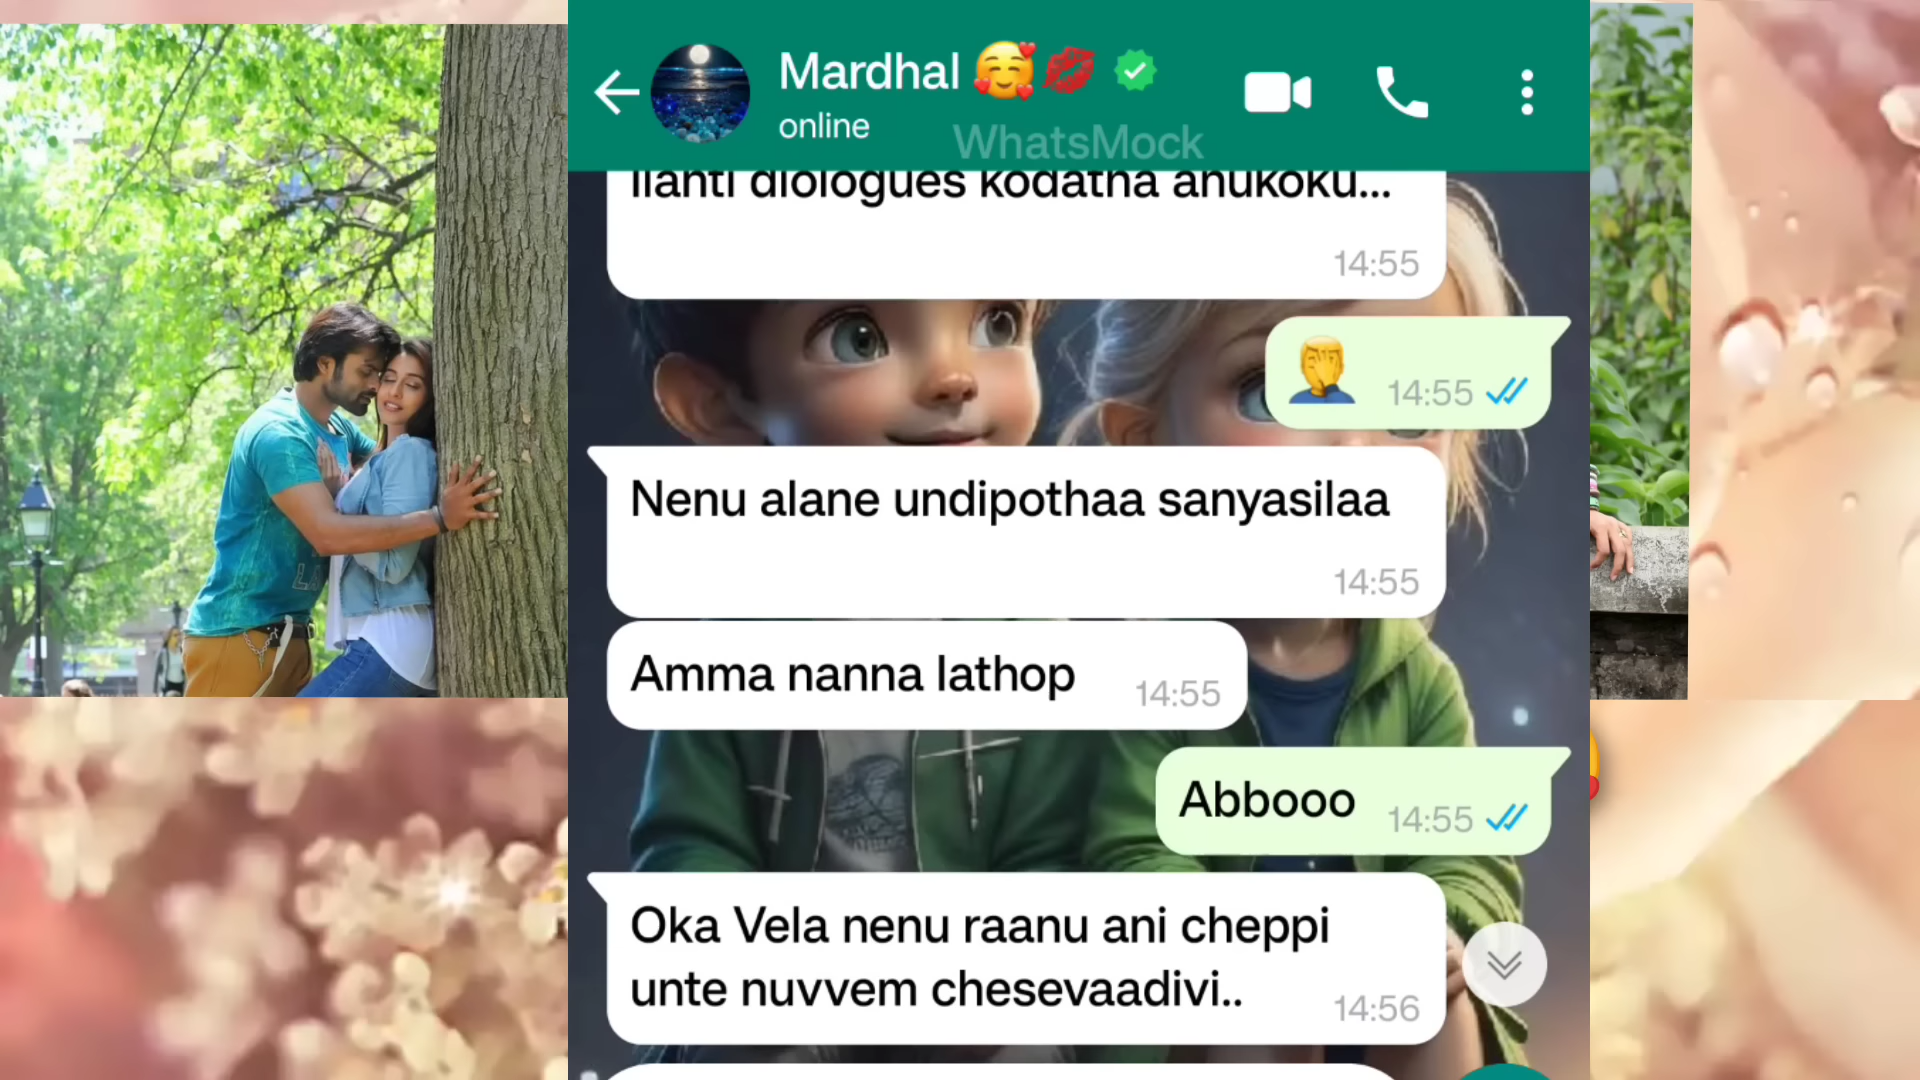 Mardhal 🥰💋
online
WhatsMock
Ilanti diologues kodatha anukoku...
14:55
🤦‍♂️ 14:55
Nenu alane undipothaa sanyasilaa
14:55
Amma nanna lathop 14:55
Abbooo 14:55
Oka Vela nenu raanu ani cheppi
unte nuvvem chesevaadivi..
14:56